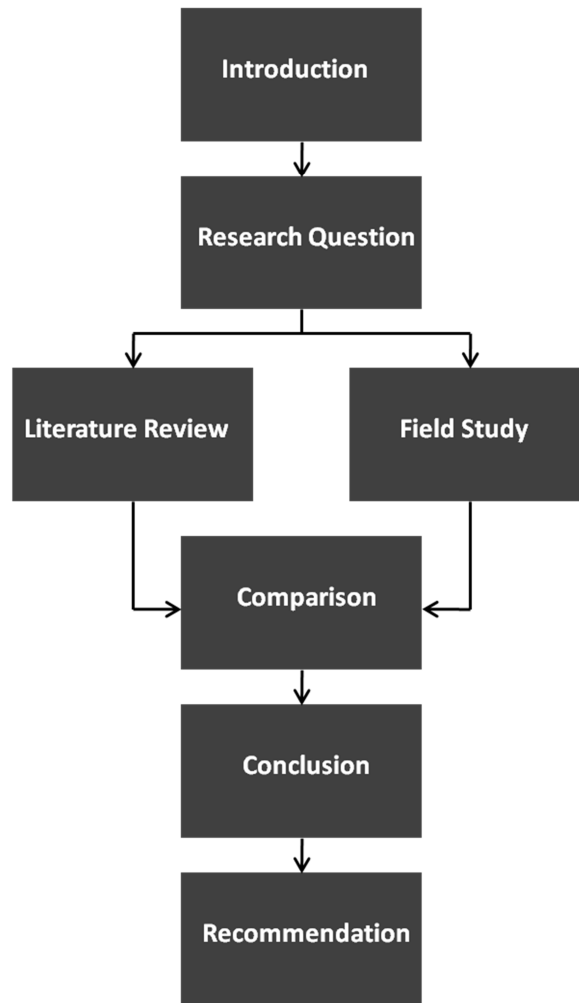 Introduction
Research Question
Literature Review
Field Study
Comparison
Conclusion
Recommendation